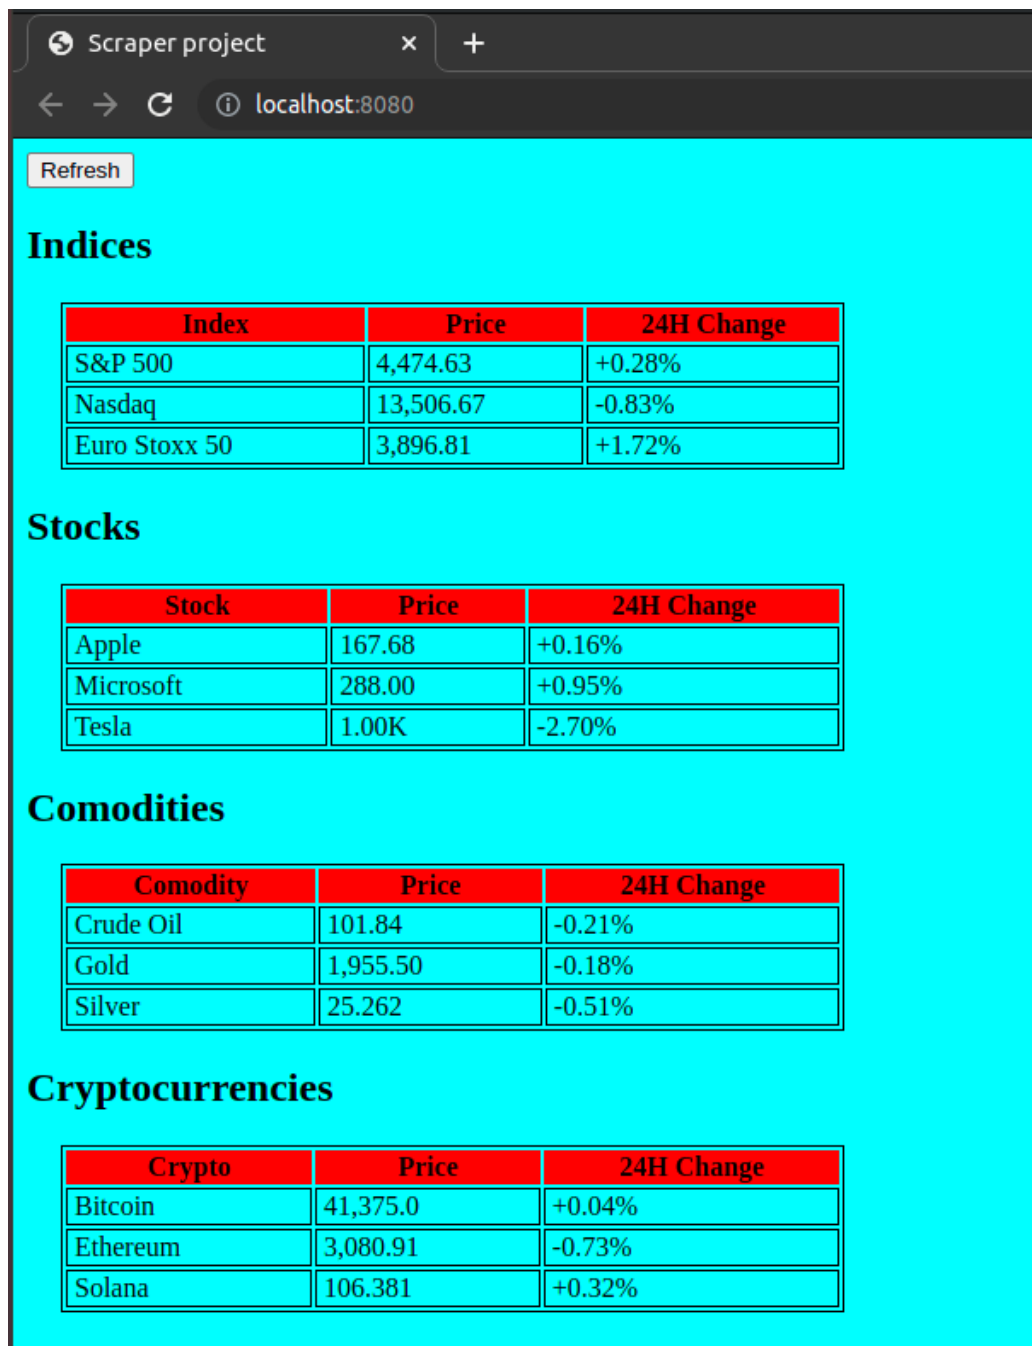 Scraper project
localhost:8080
Refresh
Indices
Index Price 24H Change
S&P 500 4,474.63 +0.28%
Nasdaq 13,506.67 -0.83%
Euro Stoxx 50 3,896.81 +1.72%
Stocks
Stock Price 24H Change
Apple 167.68 +0.16%
Microsoft 288.00 +0.95%
Tesla 1.00K -2.70%
Comodities
Comodity Price 24H Change
Crude Oil 101.84 -0.21%
Gold 1,955.50 -0.18%
Silver 25.262 -0.51%
Cryptocurrencies
Crypto Price 24H Change
Bitcoin 41,375.0 +0.04%
Ethereum 3,080.91 -0.73%
Solana 106.381 +0.32%